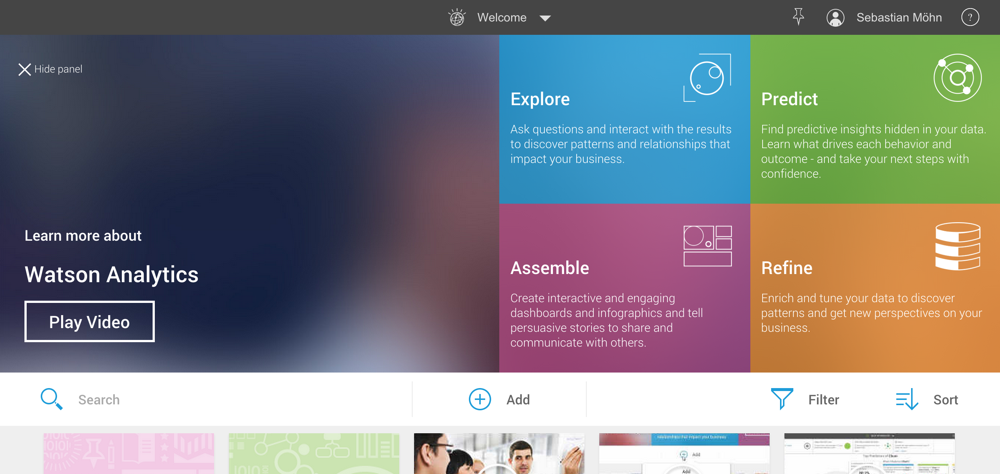 Welcome
Sebastian Möhn
?
Hide panel
Learn more about
Watson Analytics
Play Video
Explore
Ask questions and interact with the results
to discover patterns and relationships that
impact your business.
Predict
Find predictive insights hidden in your data.
Learn what drives each behavior and
outcome - and take your next steps with
confidence.
Assemble
Create interactive and engaging
dashboards and infographics and tell
persuasive stories to share and
communicate with others.
Refine
Enrich and tune your data to discover
patterns and get new perspectives on your
business.
Search
Add
Filter
Sort
Add
Add